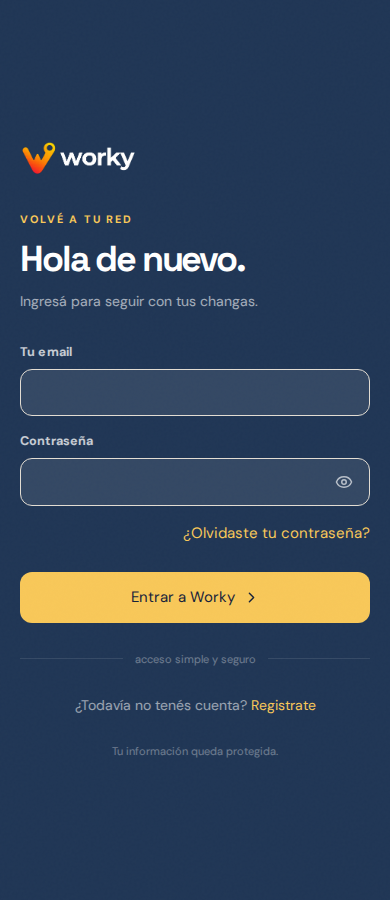 worky
VOLVÉ A TU RED
Hola de nuevo.
Ingresá para seguir con tus changas.
Tu email
Contraseña
¿Olvidaste tu contraseña?
Entrar a Worky
acceso simple y seguro
¿Todavía no tenés cuenta? Registrate
Tu información queda protegida.